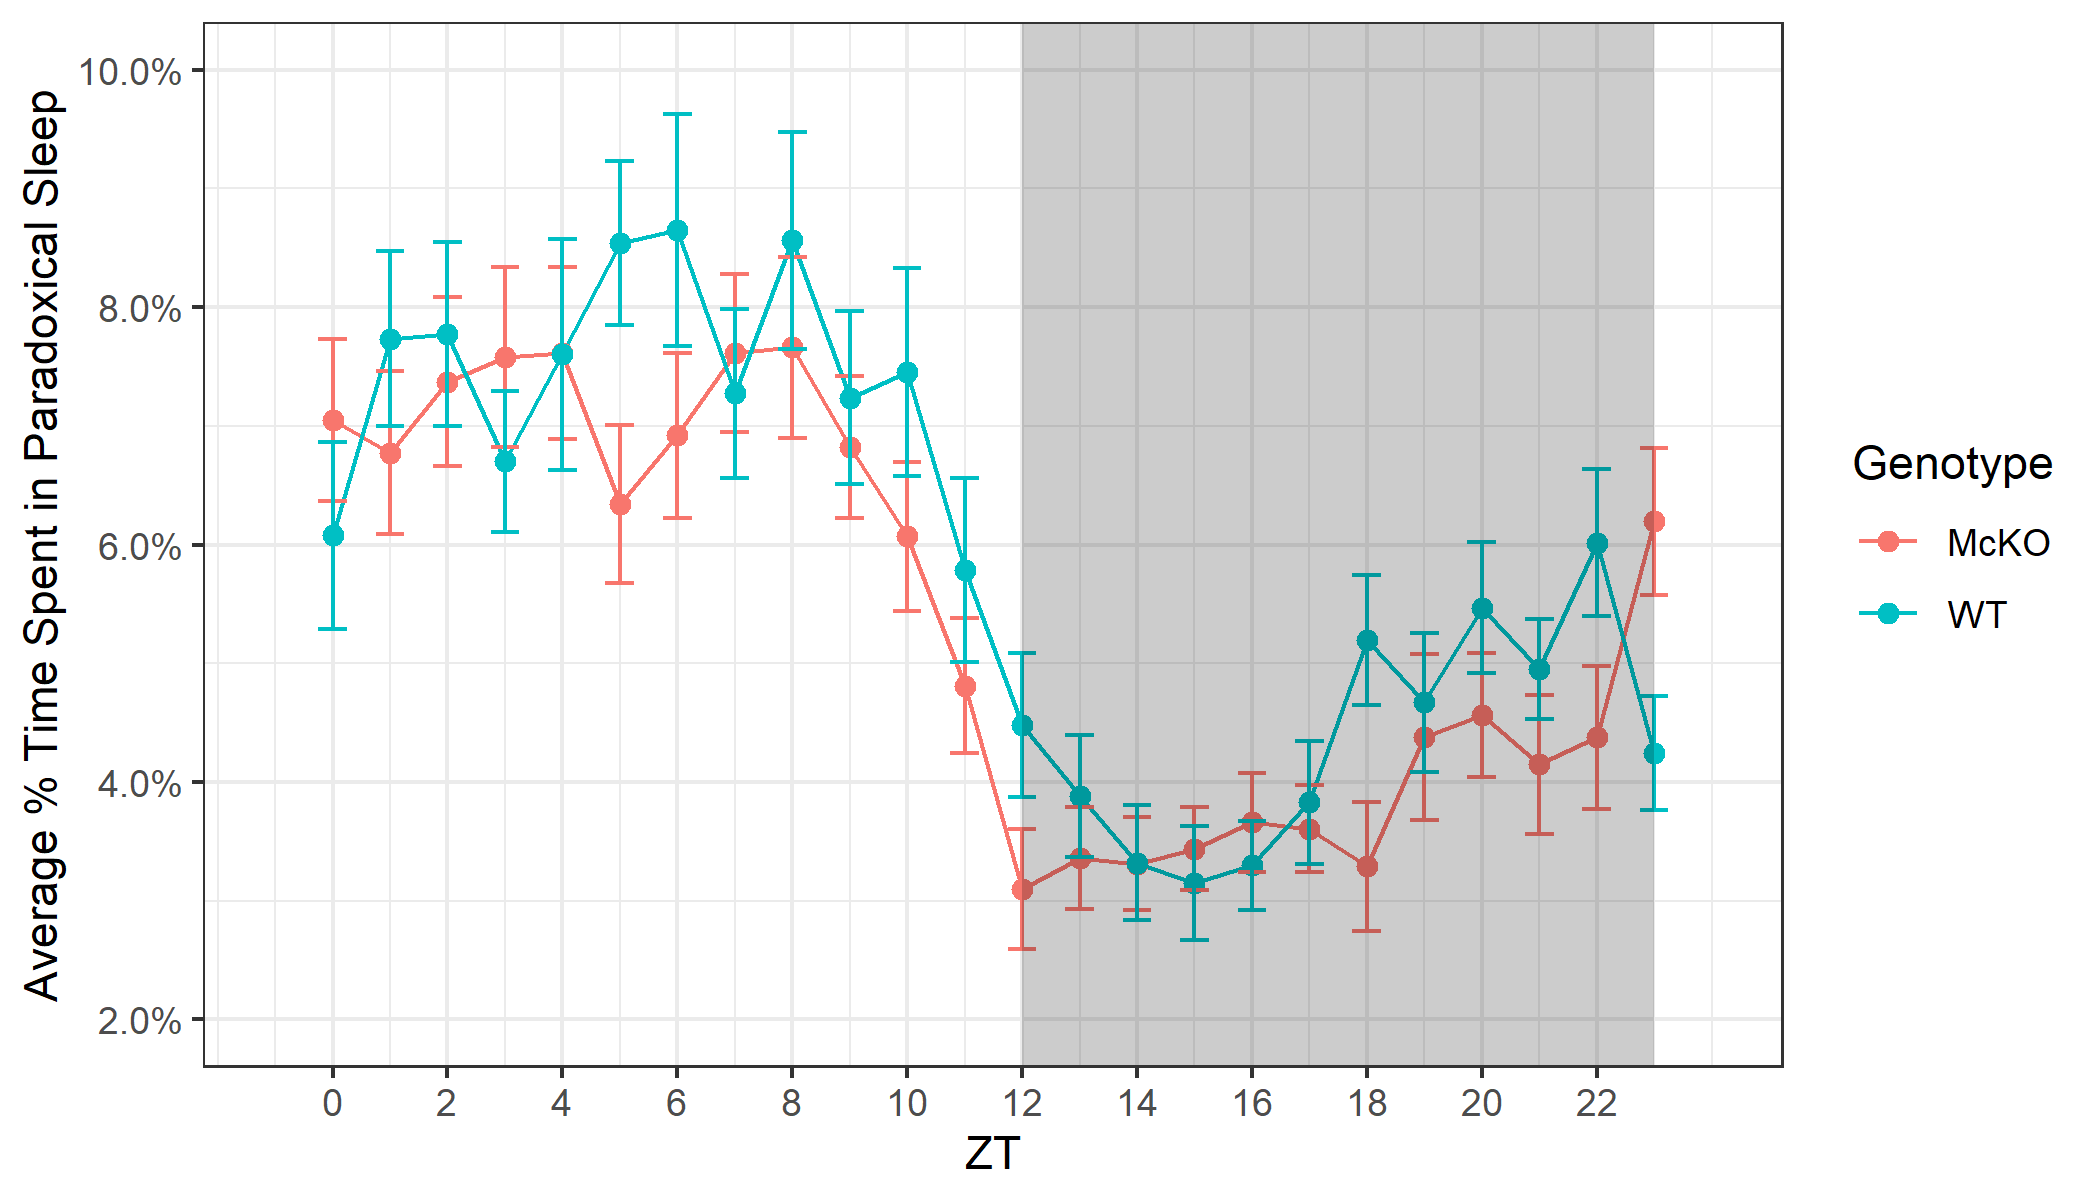 Average % Time Spent in Paradoxical Sleep
10.0%
8.0%
6.0%
4.0%
2.0%
0 2 4 6 8 10 12 14 16 18 20 22
ZT
Genotype
McKO
WT